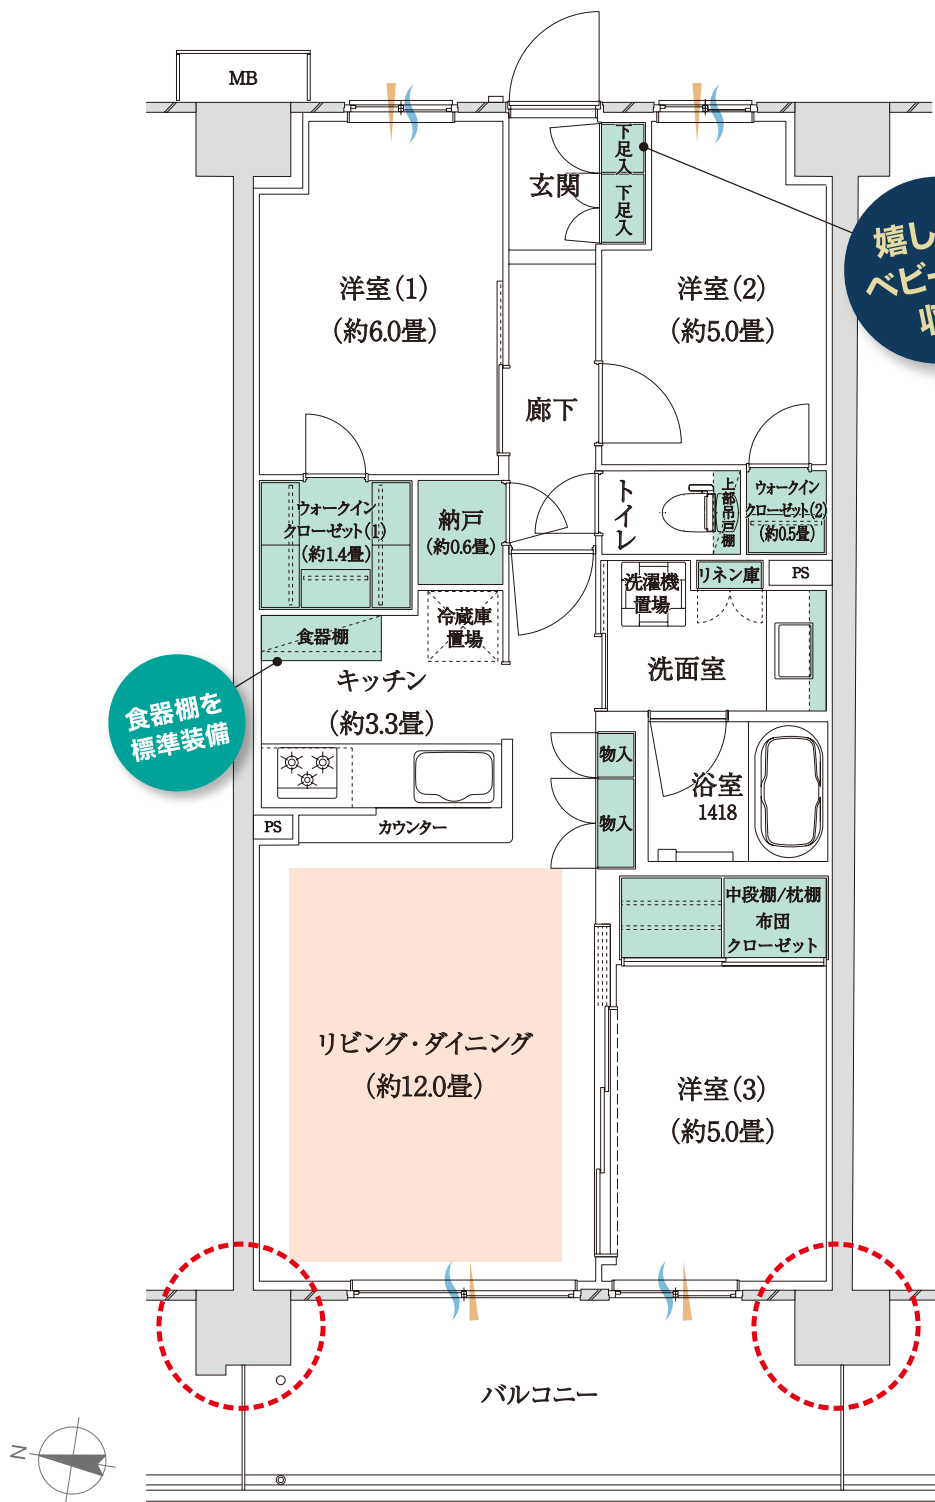 MB
下足入
下足入
玄関
洋室(1)
(約6.0畳)
洋室(2)
(約5.0畳)
嬉し
ベビ
廊下
ウォークイン
クローゼット(1)
(約1.4畳)
納戸
(約0.6畳)
トイレ
上部吊戸棚
ウォークイン
クローゼット(2)
(約0.5畳)
食器棚
冷蔵庫
置場
洗濯機
置場
リネン庫
PS
食器棚を
標準装備
キッチン
(約3.3畳)
洗面室
物入
物入
浴室
1418
PS
カウンター
中段棚/枕棚
布団
クローゼット
リビング・ダイニング
(約12.0畳)
洋室(3)
(約5.0畳)
バルコニー
N